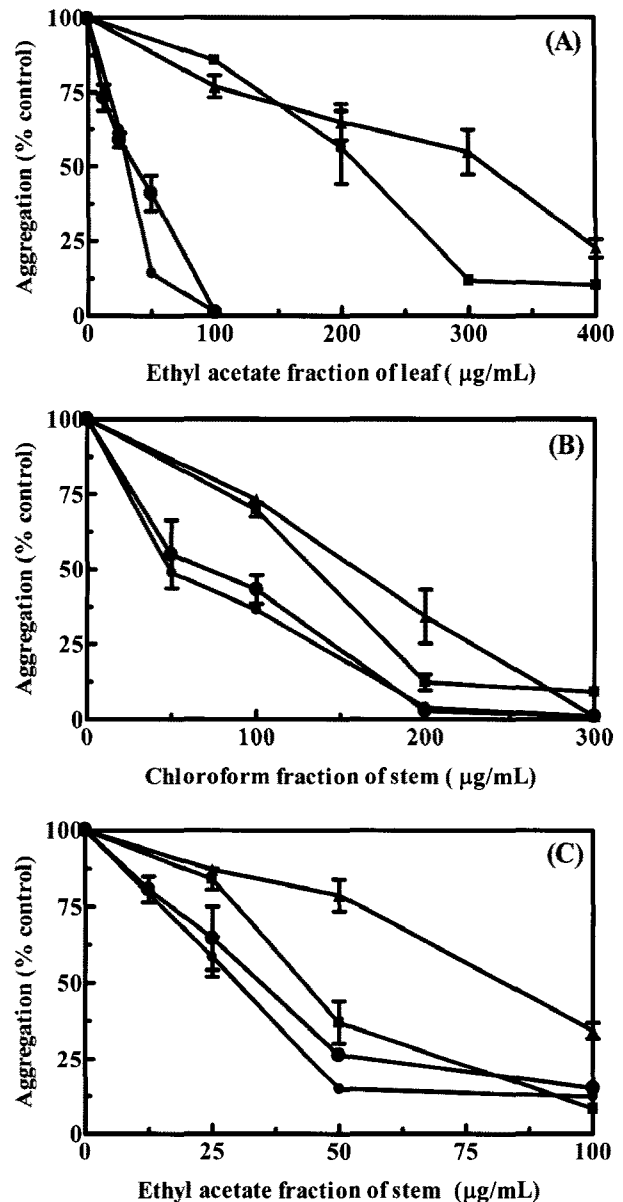 (A)
Aggregation (% control)
100
75
50
25
0
0 100 200 300 400
Ethyl acetate fraction of leaf ( μg/mL)
(B)
Aggregation (% control)
100
75
50
25
0
0 100 200 300
Chloroform fraction of stem ( μg/mL)
(C)
Aggregation (% control)
100
75
50
25
0
0 25 50 75 100
Ethyl acetate fraction of stem (μg/mL)